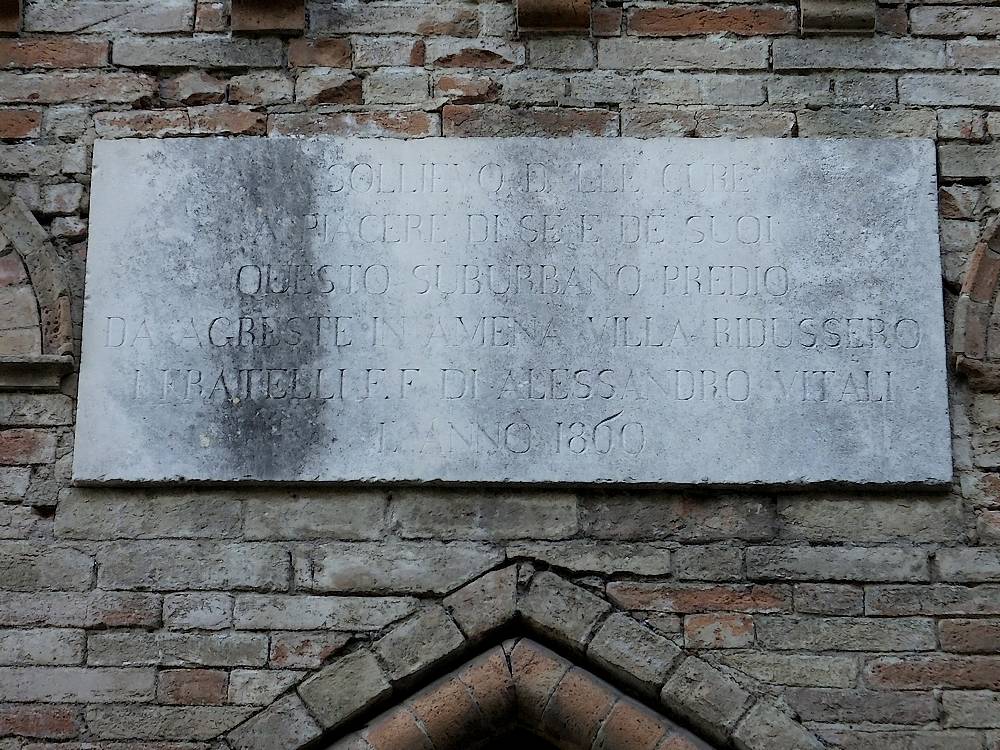 SOLLIEVO DELLE CURE
A PIACERE DI SE E DE SUOI
QUESTO SUBURBANO PREDIO
DA AGRESTE IN AMENA VILLA RIDUSSERO
I FRATELLI F. F. DI ALESSANDRO VITALI
L'ANNO 1860